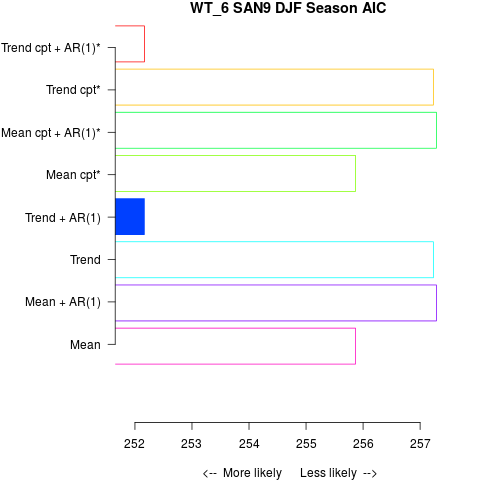 WT_6 SAN9 DJF Season AIC
Trend cpt + AR(1)*
Trend cpt*
Mean cpt + AR(1)*
Mean cpt*
Trend + AR(1)
Trend
Mean + AR(1)
Mean
252 253 254 255 256 257
<-- More likely Less likely -->